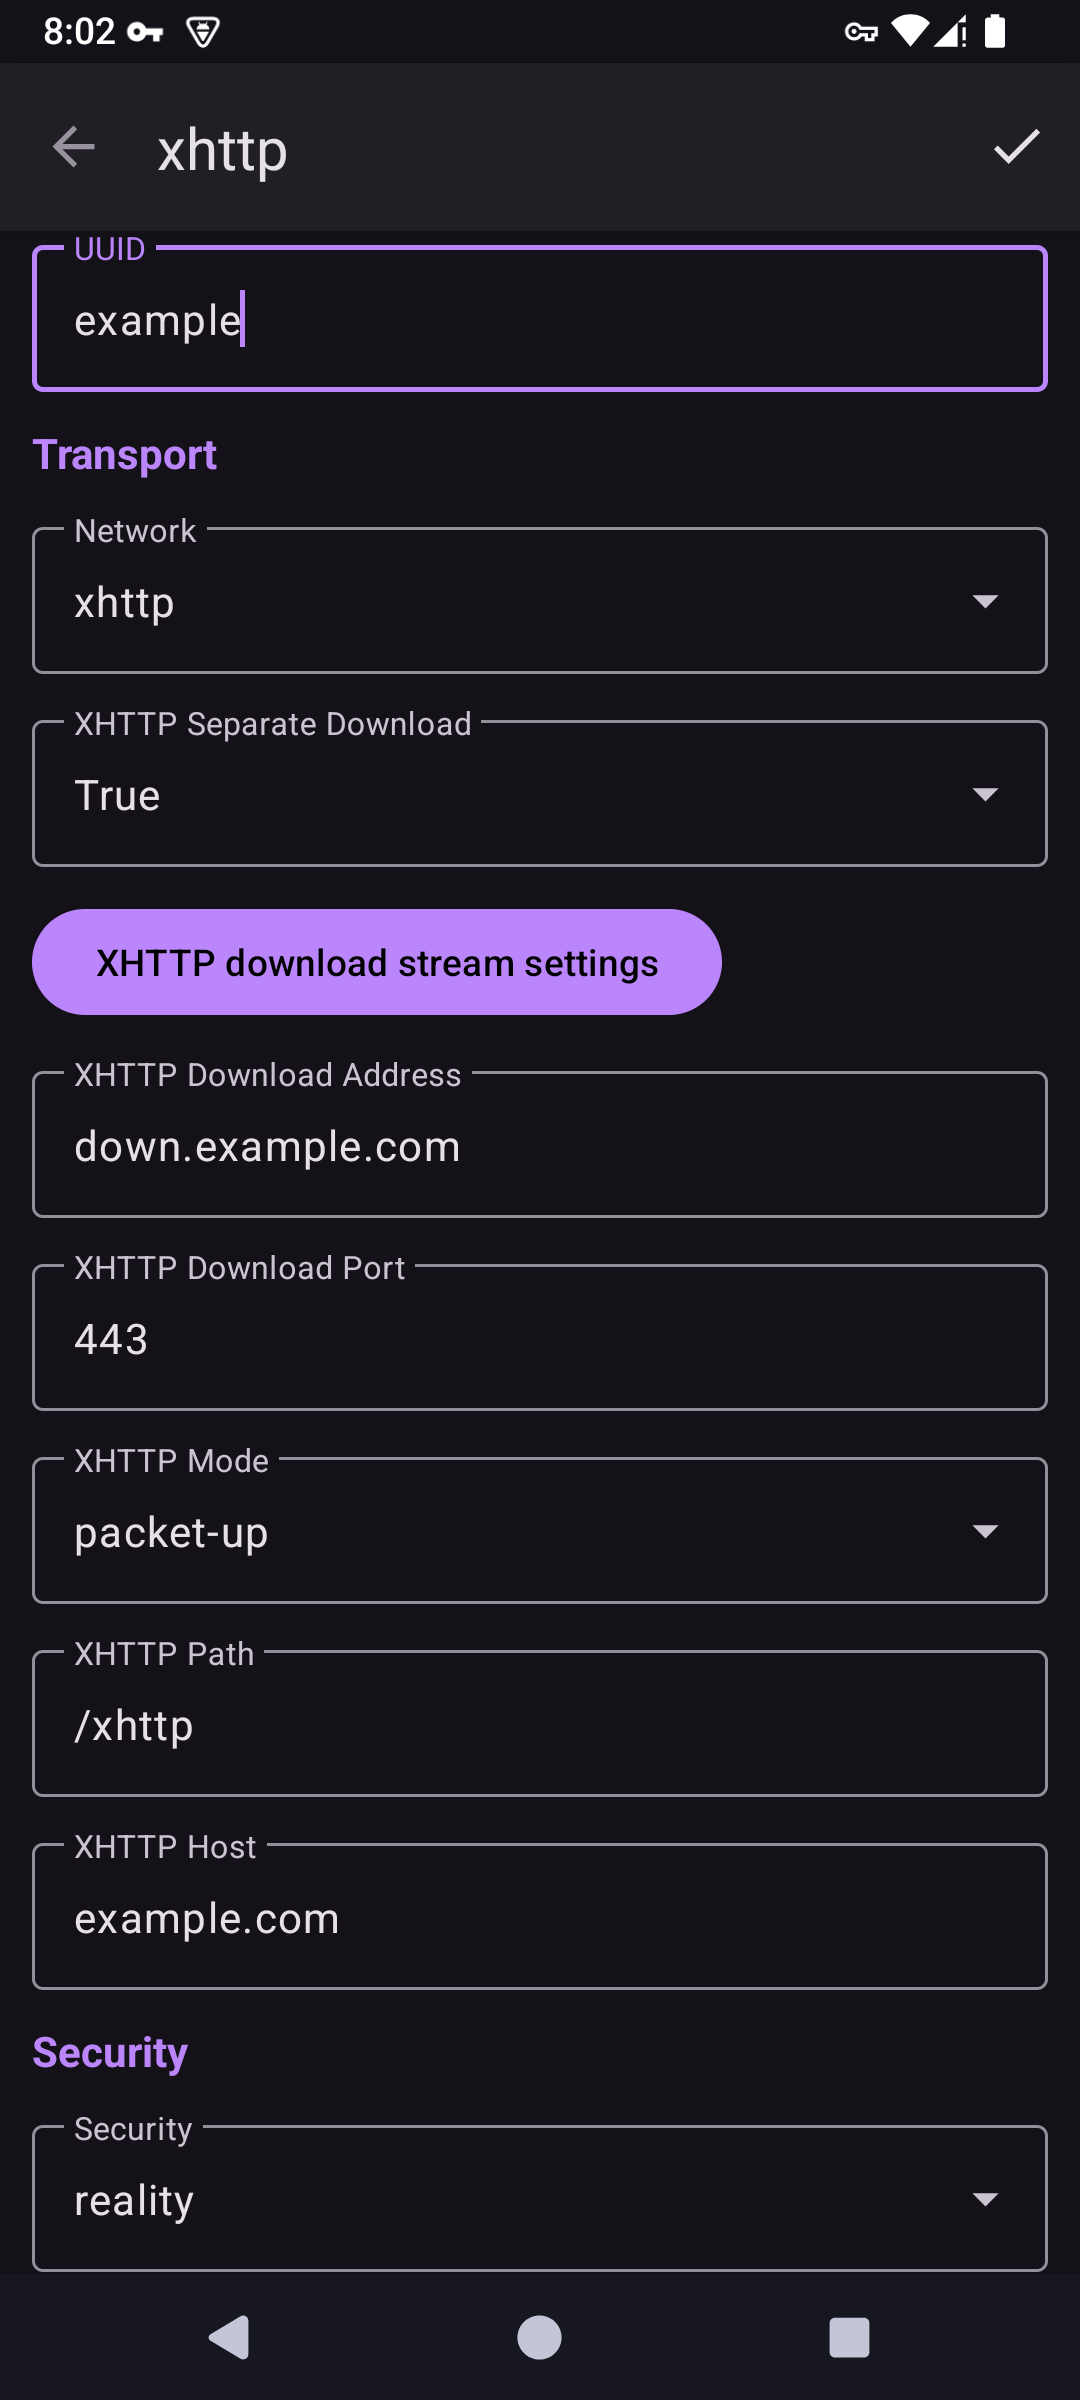 8:02
xhttp
UUID
example
Transport
Network
xhttp
XHTTP Separate Download
True
XHTTP download stream settings
XHTTP Download Address
down.example.com
XHTTP Download Port
443
XHTTP Mode
packet-up
XHTTP Path
/xhttp
XHTTP Host
example.com
Security
Security
reality